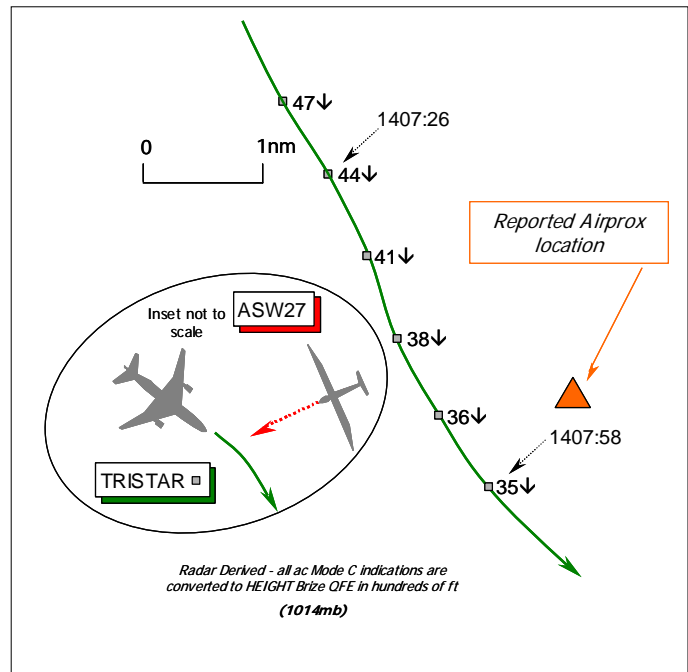 47↓
1407:26
0 1nm
44↓
Reported Airprox
location
41↓
Inset not to
scale
ASW27
38↓
36↓
1407:58
TRISTAR
35↓
Radar Derived - all ac Mode C indications are
converted to HEIGHT Brize QFE in hundreds of ft
(1014mb)